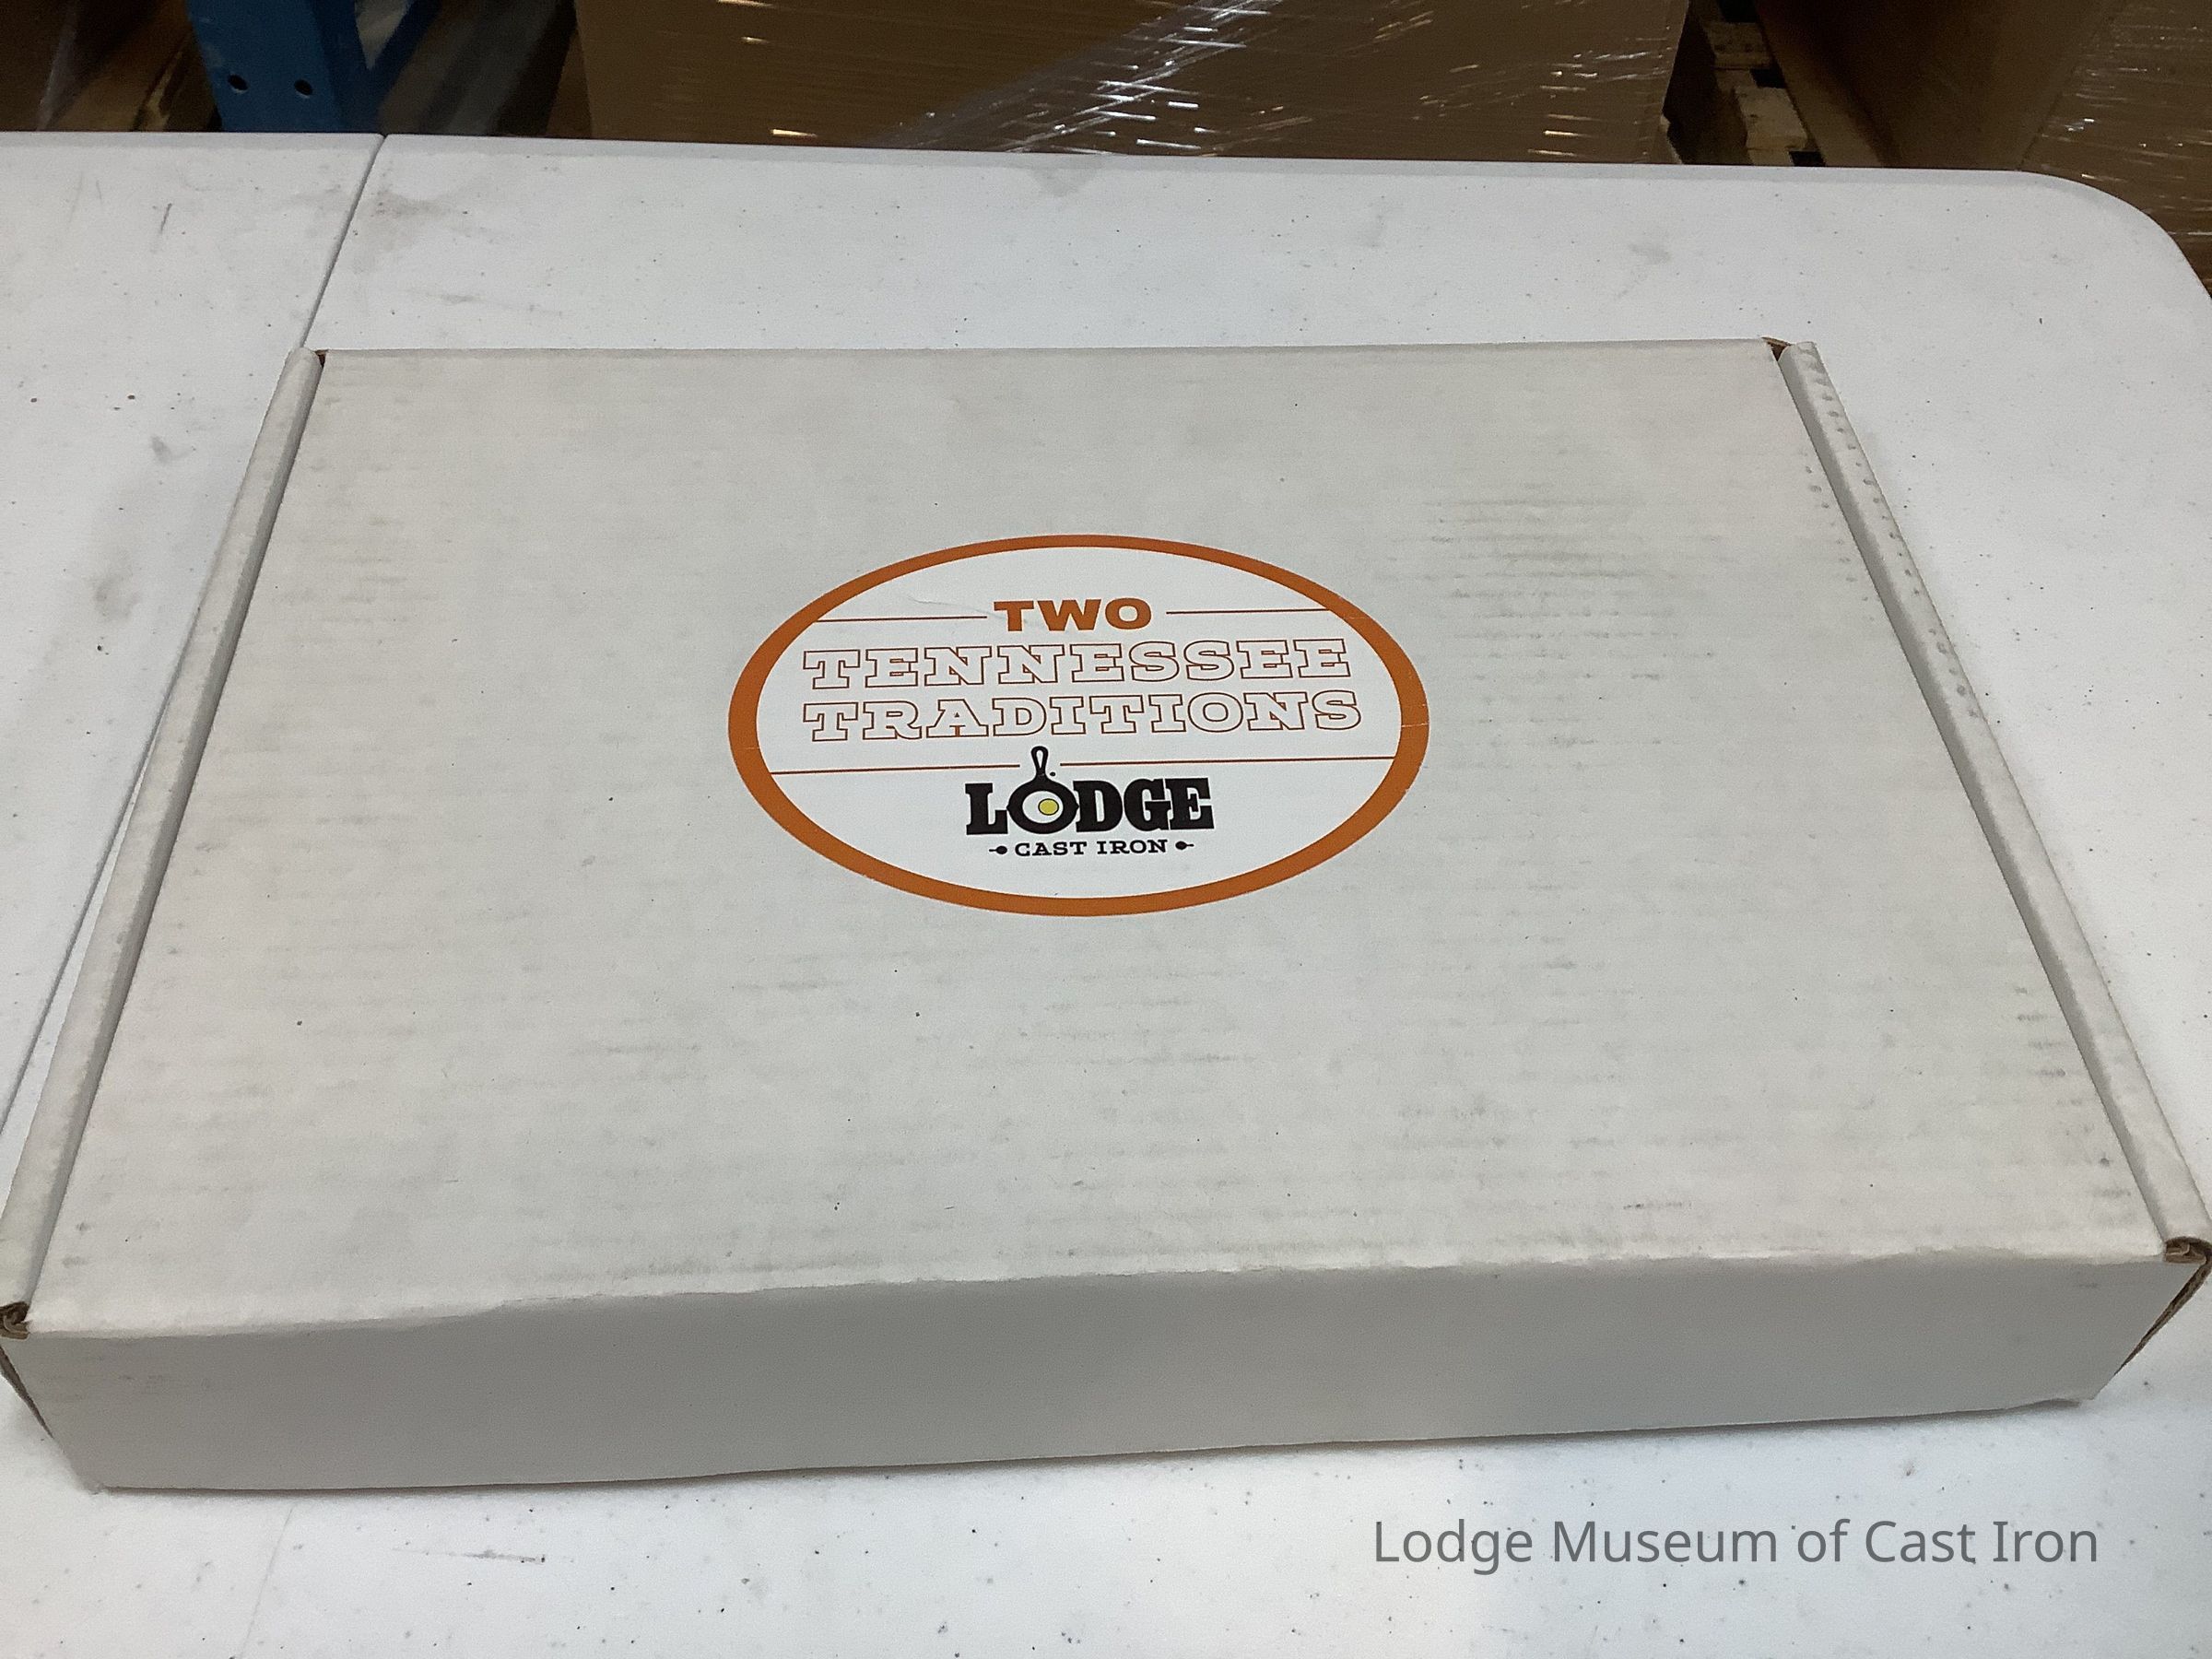 TWO
TENNESSEE
TRADITIONS
LODGE
CAST IRON
Lodge Museum of Cast Iron